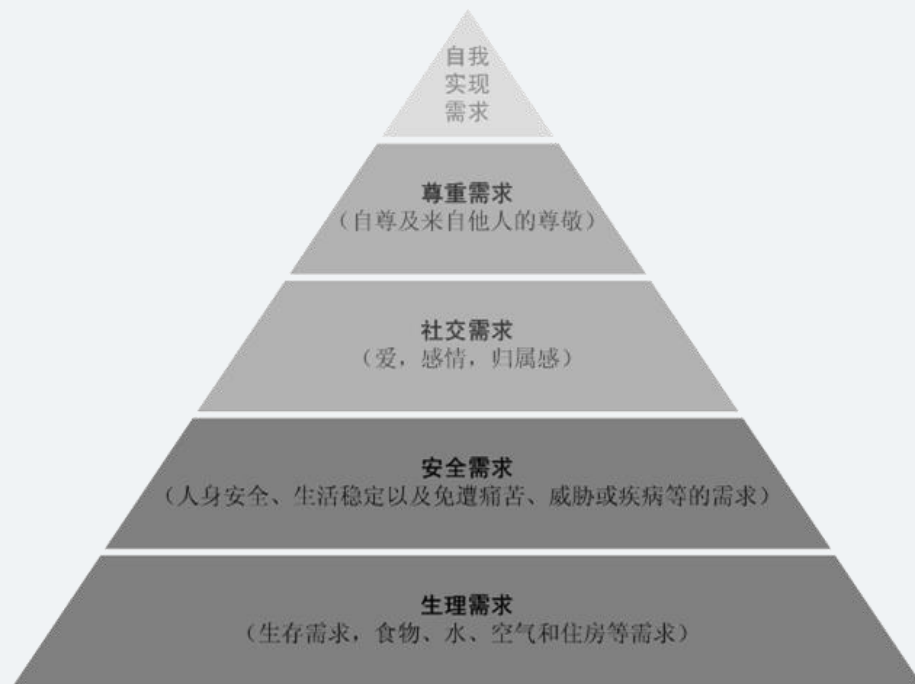 自我
实现
需求
尊重需求
（自尊及来自他人的尊敬）
社交需求
（爱，感情，归属感）
安全需求
（人身安全、生活稳定以及免遭痛苦、威胁或疾病等的需求）
生理需求
（生存需求，食物、水、空气和住房等需求）